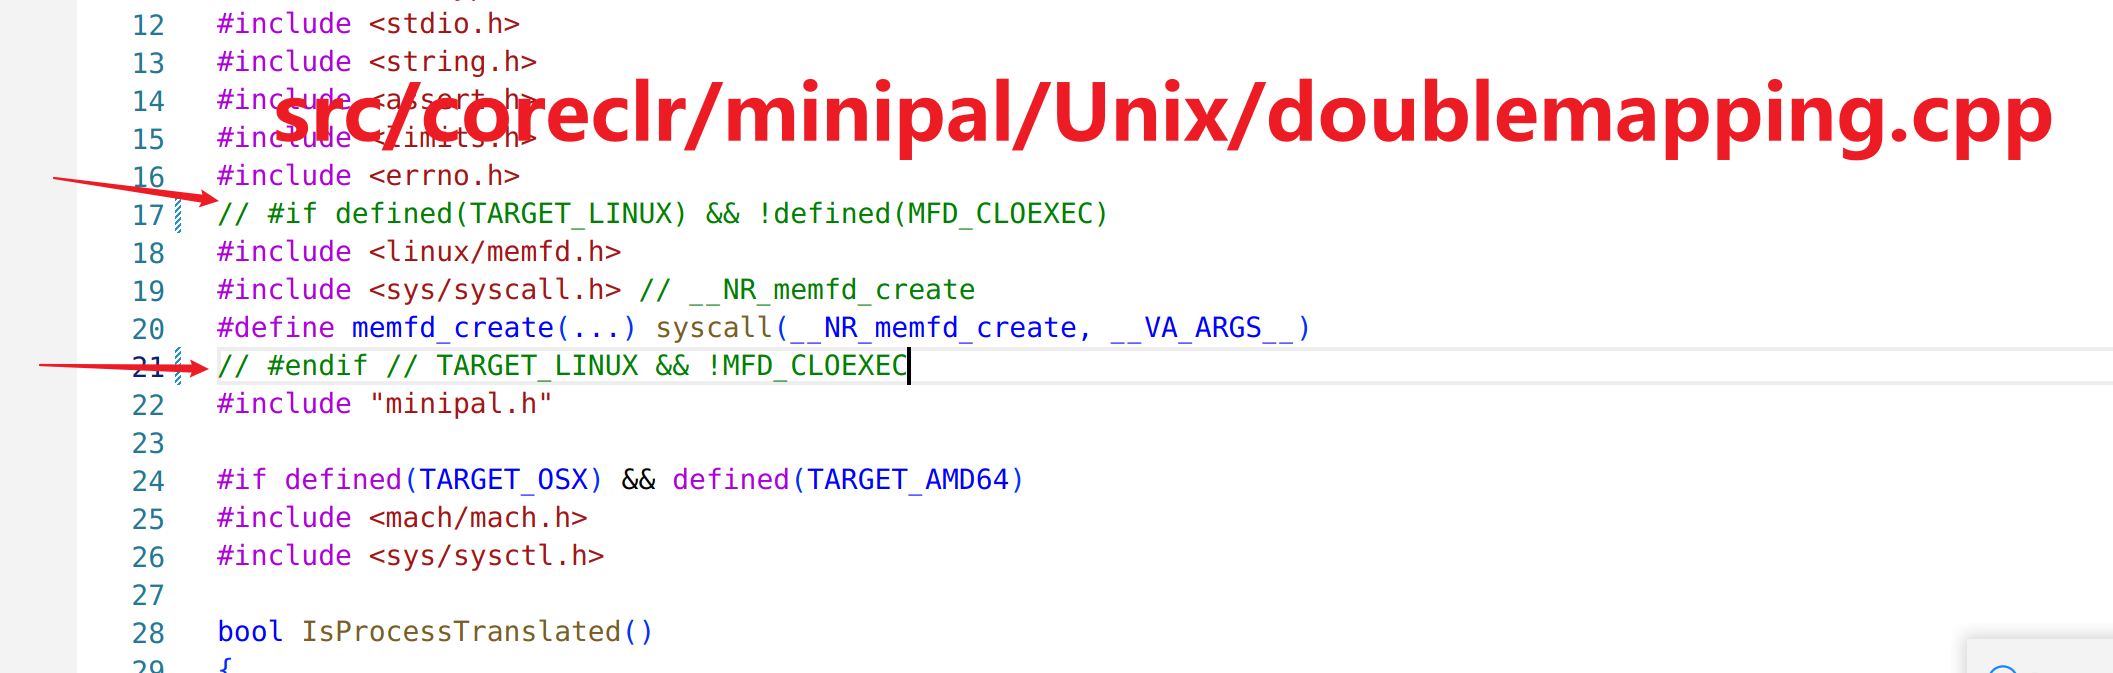 12 #include <stdio.h>
13 #include <string.h>
src/coreclr/minipal/Unix/doublemapping.cpp
14 #include <assert.h>
15 #include <limits.h>
16 #include <errno.h>
17 // #if defined(TARGET_LINUX) && !defined(MFD_CLOEXEC)
18 #include <linux/memfd.h>
19 #include <sys/syscall.h> // __NR_memfd_create
20 #define memfd_create(...) syscall(__NR_memfd_create, __VA_ARGS__)
21 // #endif // TARGET_LINUX && !MFD_CLOEXEC
22 #include "minipal.h"
23
24 #if defined(TARGET_OSX) && defined(TARGET_AMD64)
25 #include <mach/mach.h>
26 #include <sys/sysctl.h>
27
28 bool IsProcessTranslated()
29 {